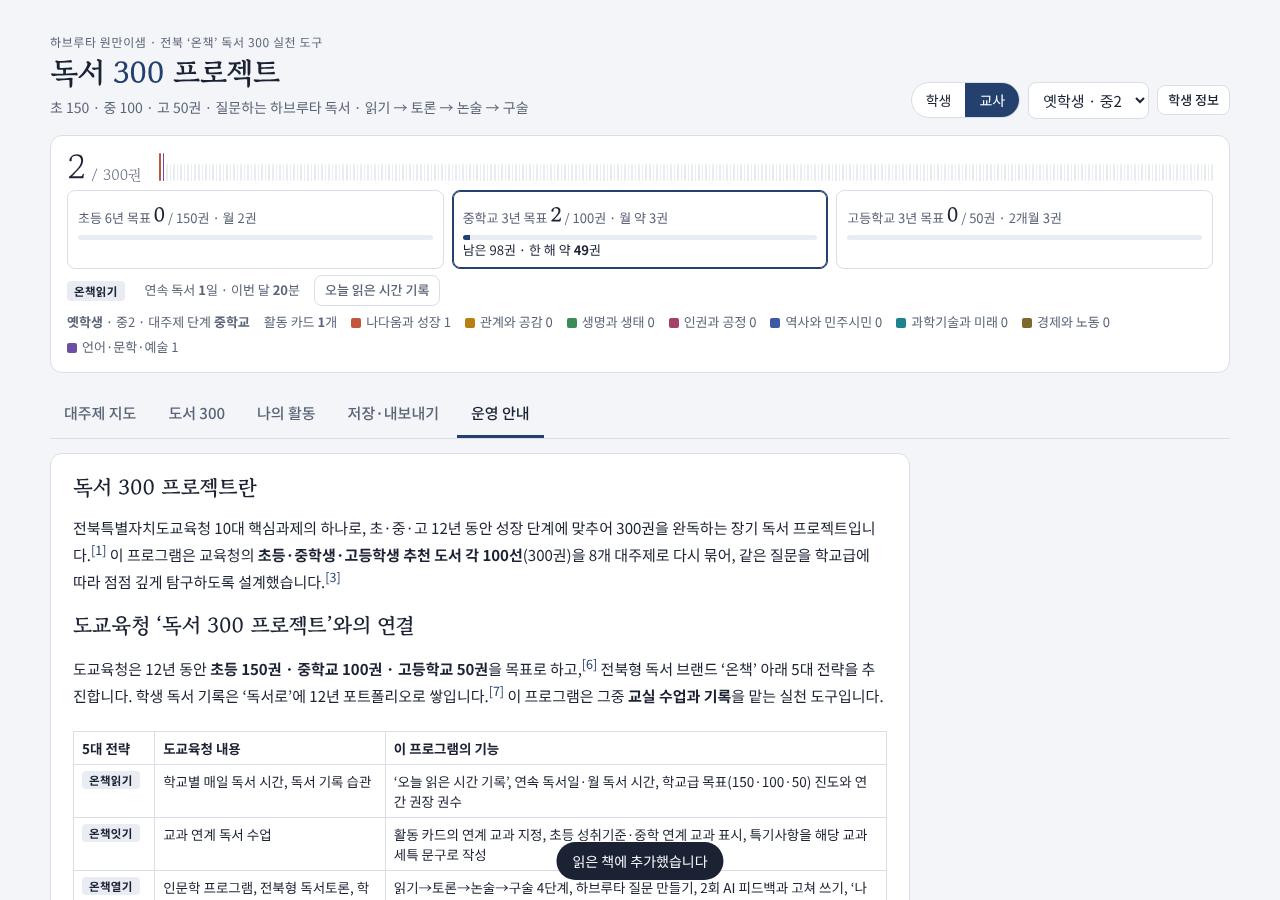 하브루타 원만이샘 · 전북 ‘온책’ 독서 300 실천 도구
독서 300 프로젝트
초 150 · 중 100 · 고 50권 · 질문하는 하브루타 독서 · 읽기 → 토론 → 논술 → 구술
학생 교사 옛학생 · 중2 학생 정보
2 / 300권
초등 6년 목표 0 / 150권 · 월 2권
중학교 3년 목표 2 / 100권 · 월 약 3권
남은 98권 · 한 해 약 49권
고등학교 3년 목표 0 / 50권 · 2개월 3권
온책읽기 연속 독서 1일 · 이번 달 20분 오늘 읽은 시간 기록
옛학생 · 중2 · 대주제 단계 중학교 활동 카드 1개 나다움과 성장 1 관계와 공감 0 생명과 생태 0 인권과 공정 0 역사와 민주시민 0 과학기술과 미래 0 경제와 노동 0
언어·문학·예술 1
대주제 지도 도서 300 나의 활동 저장·내보내기 운영 안내
독서 300 프로젝트란
전북특별자치도교육청 10대 핵심과제의 하나로, 초·중·고 12년 동안 성장 단계에 맞추어 300권을 완독하는 장기 독서 프로젝트입니
다.[1] 이 프로그램은 교육청의 초등·중학생·고등학생 추천 도서 각 100선(300권)을 8개 대주제로 다시 묶어, 같은 질문을 학교급에
따라 점점 깊게 탐구하도록 설계했습니다.[3]
도교육청 ‘독서 300 프로젝트’와의 연결
도교육청은 12년 동안 초등 150권 · 중학교 100권 · 고등학교 50권을 목표로 하고,[6] 전북형 독서 브랜드 ‘온책’ 아래 5대 전략을 추
진합니다. 학생 독서 기록은 ‘독서로’에 12년 포트폴리오로 쌓입니다.[7] 이 프로그램은 그중 교실 수업과 기록을 맡는 실천 도구입니다.
5대 전략 도교육청 내용 이 프로그램의 기능
온책읽기 학교별 매일 독서 시간, 독서 기록 습관 ‘오늘 읽은 시간 기록’, 연속 독서일·월 독서 시간, 학교급 목표(150·100·50) 진도와 연
간 권장 권수
온책잇기 교과 연계 독서 수업 활동 카드의 연계 교과 지정, 초등 성취기준·중학 연계 교과 표시, 특기사항을 해당 교과
세특 문구로 작성
온책열기 인문학 프로그램, 전북형 독서토론, 학 읽기→토론→논술→구술 4단계, 하브루타 질문 만들기, 2회 AI 피드백과 고쳐 쓰기, ‘나
읽은 책에 추가했습니다